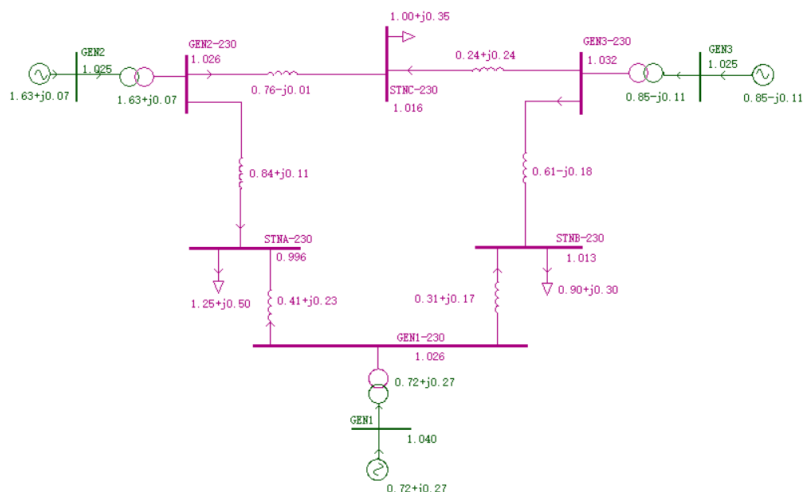 1.00+j0.35
GEN2
GEN2-230
GEN3-230
GEN3
1.025
1.026
0.24+j0.24
1.032
1.025
1.63+j0.07
1.63+j0.07
0.76-j0.01
STNC-230
0.85-j0.11
0.85-j0.11
1.016
0.84+j0.11
0.61-j0.18
STNA-230
STNB-230
0.996
1.013
1.25+j0.50
0.41+j0.23
0.31+j0.17
0.90+j0.30
GEN1-230
1.026
0.72+j0.27
GEN1
1.040
0.72+j0.27